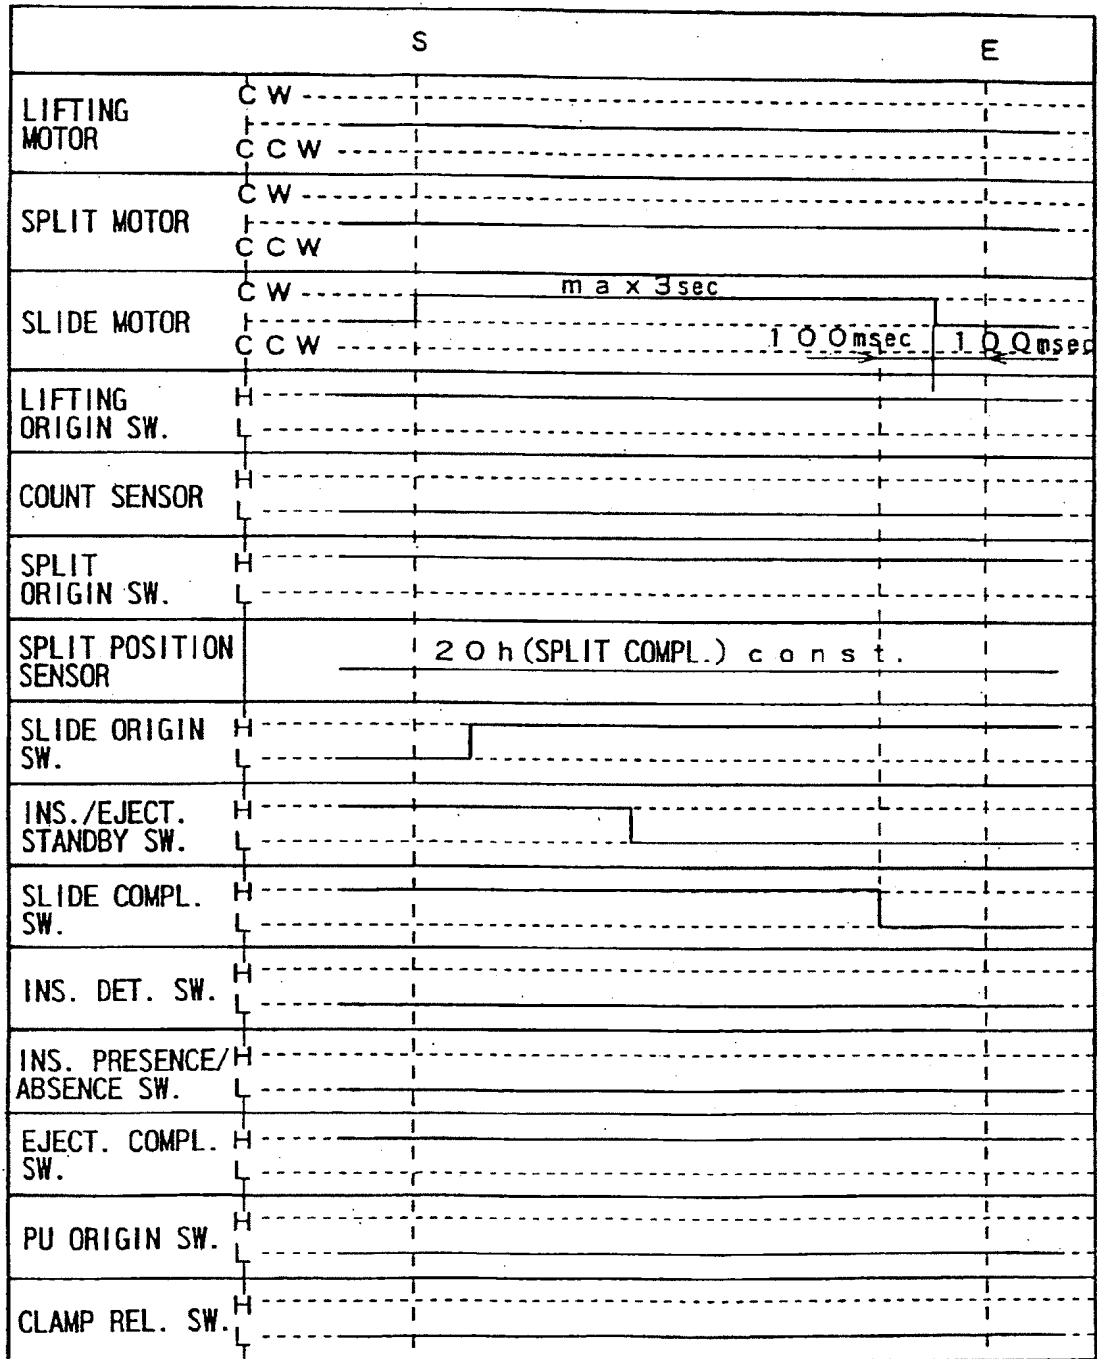 S E
LIFTING MOTOR CW CCW
SPLIT MOTOR CW CCW
SLIDE MOTOR CW CCW max 3sec 100msec 100msec
LIFTING ORIGIN SW. H L
COUNT SENSOR H L
SPLIT ORIGIN SW. H L
SPLIT POSITION SENSOR 20h(SPLIT COMPL.) const.
SLIDE ORIGIN SW. H L
INS./EJECT. STANDBY SW. H L
SLIDE COMPL. SW. H L
INS. DET. SW. H L
INS. PRESENCE/ ABSENCE SW. H L
EJECT. COMPL. SW. H L
PU ORIGIN SW. H L
CLAMP REL. SW. H L